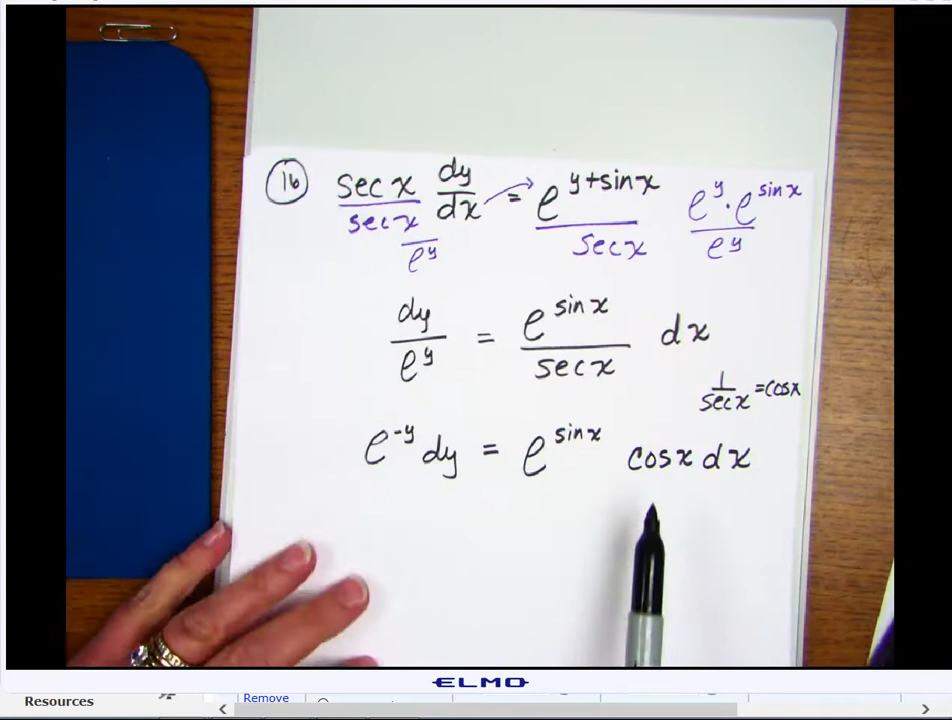 16 sec x dy/dx = e^(y+sin x) e^y · e^(sin x)
sec x sec x e^y
e^y
dy/e^y = e^(sin x)/sec x dx
1/sec x = cos x
e^(-y) dy = e^(sin x) cos x dx
ELMO
Resources Remove